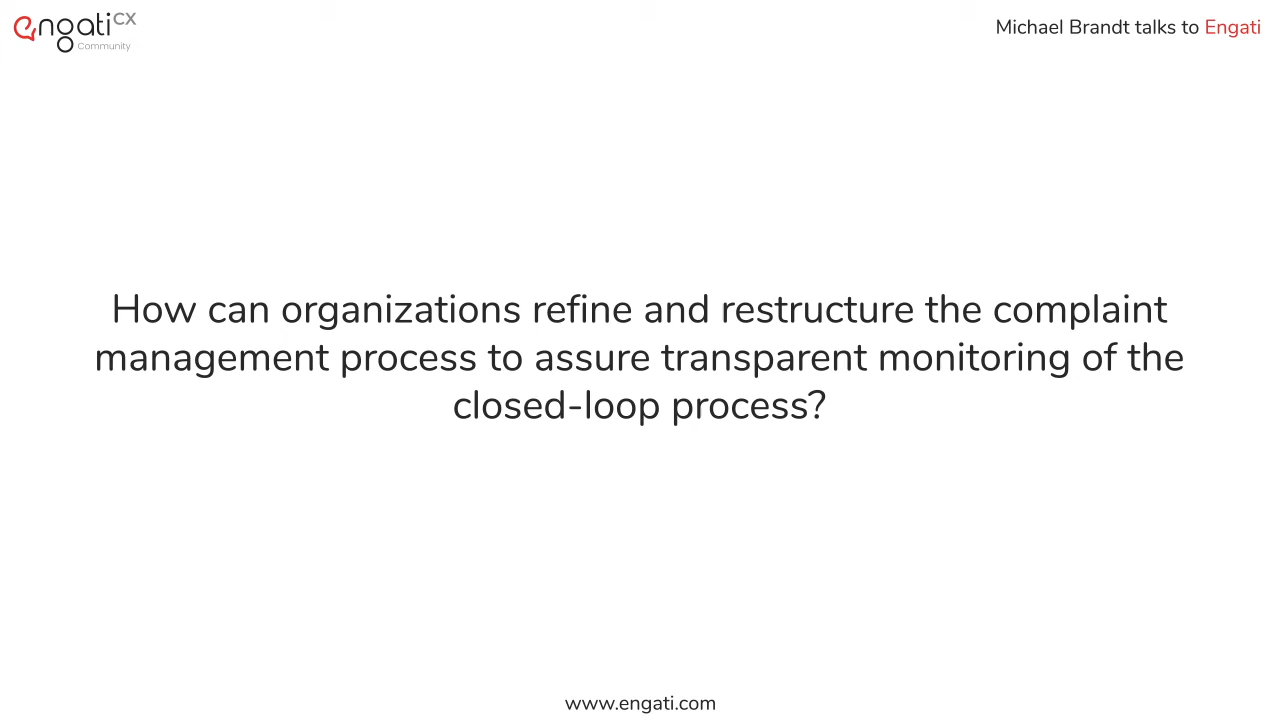 engati CX
Community
Michael Brandt talks to Engati
How can organizations refine and restructure the complaint
management process to assure transparent monitoring of the
closed-loop process?
www.engati.com